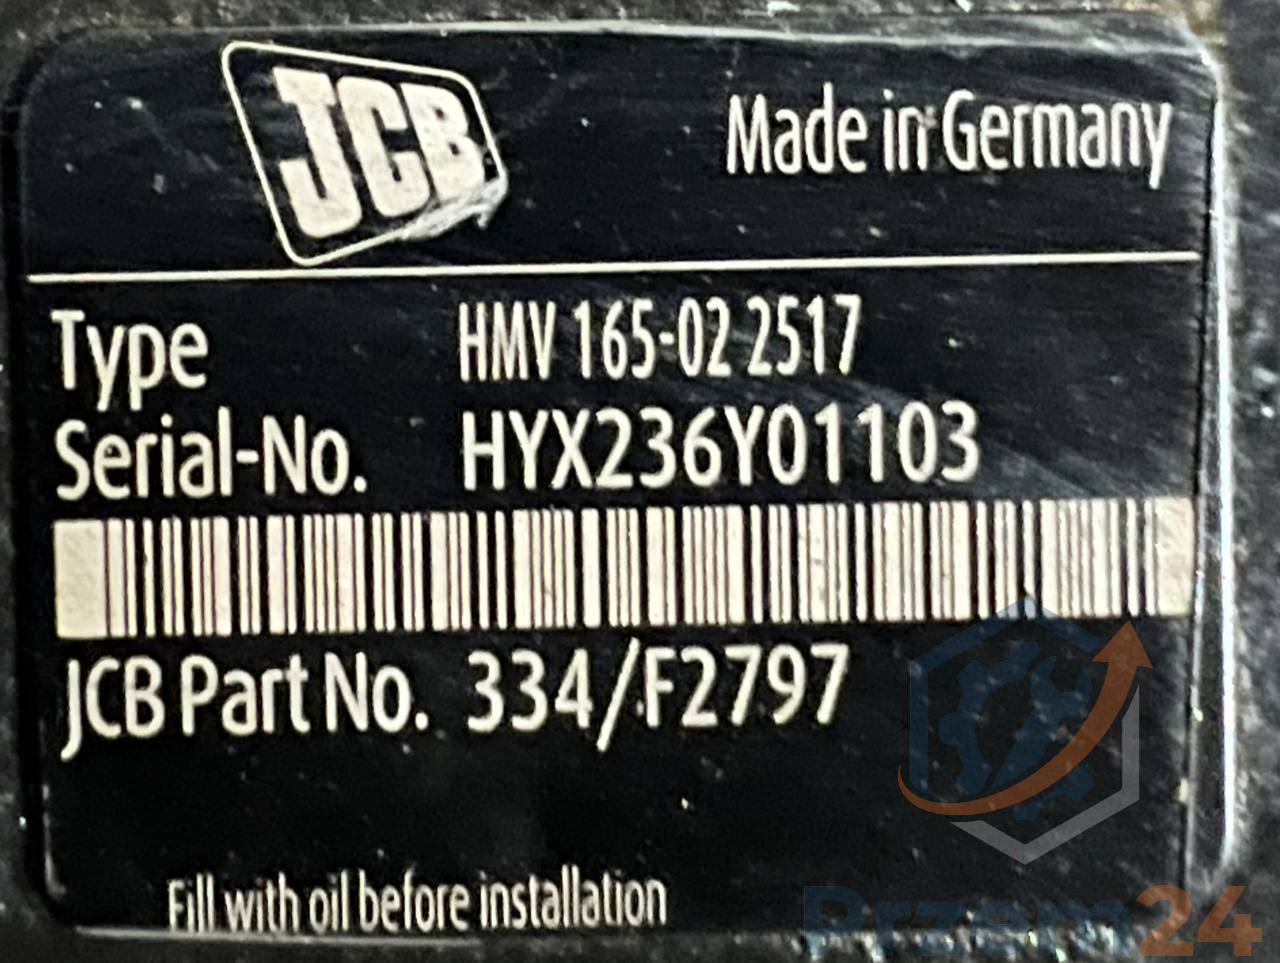 JCB
Made in Germany
Type HMV 165-02 2517
Serial-No. HYX236Y01103
JCB Part No. 334/F2797
Fill with oil before installation
Przem24